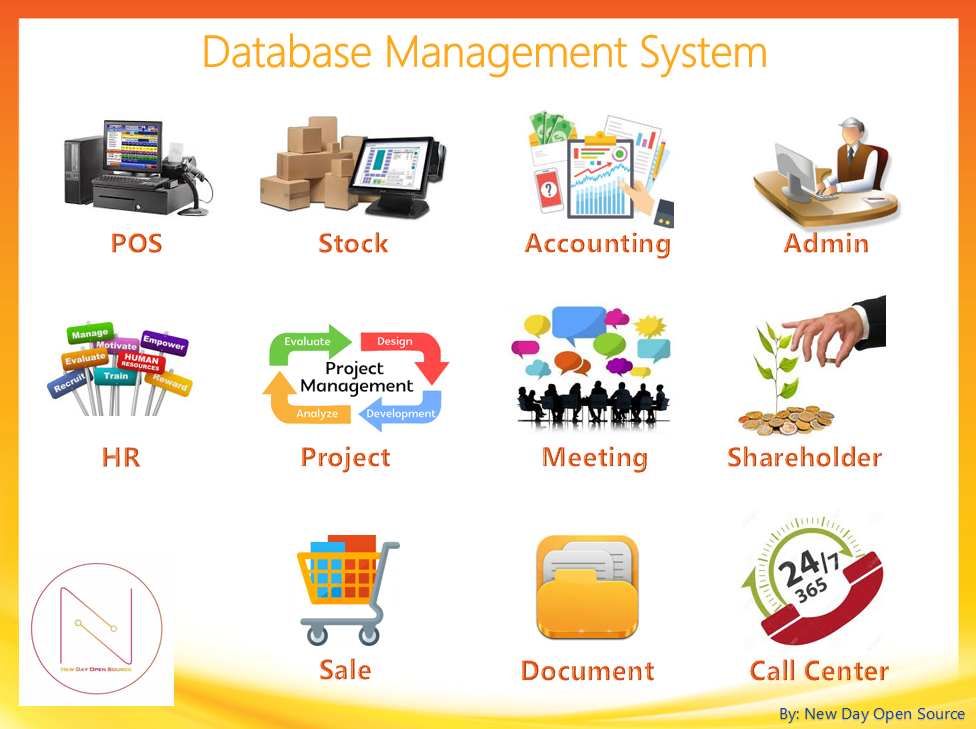 Database Management System
POS
Stock
Accounting
Admin
Manage
Motivate
Empower
Evaluate
HUMAN
RESOURCES
Recruit
Train
Reward
HR
Evaluate
Design
Project
Management
Analyze
Development
Project
Meeting
Shareholder
Sale
Document
24/7
365
Call Center
N
NEW DAY OPEN SOURCE
By: New Day Open Source